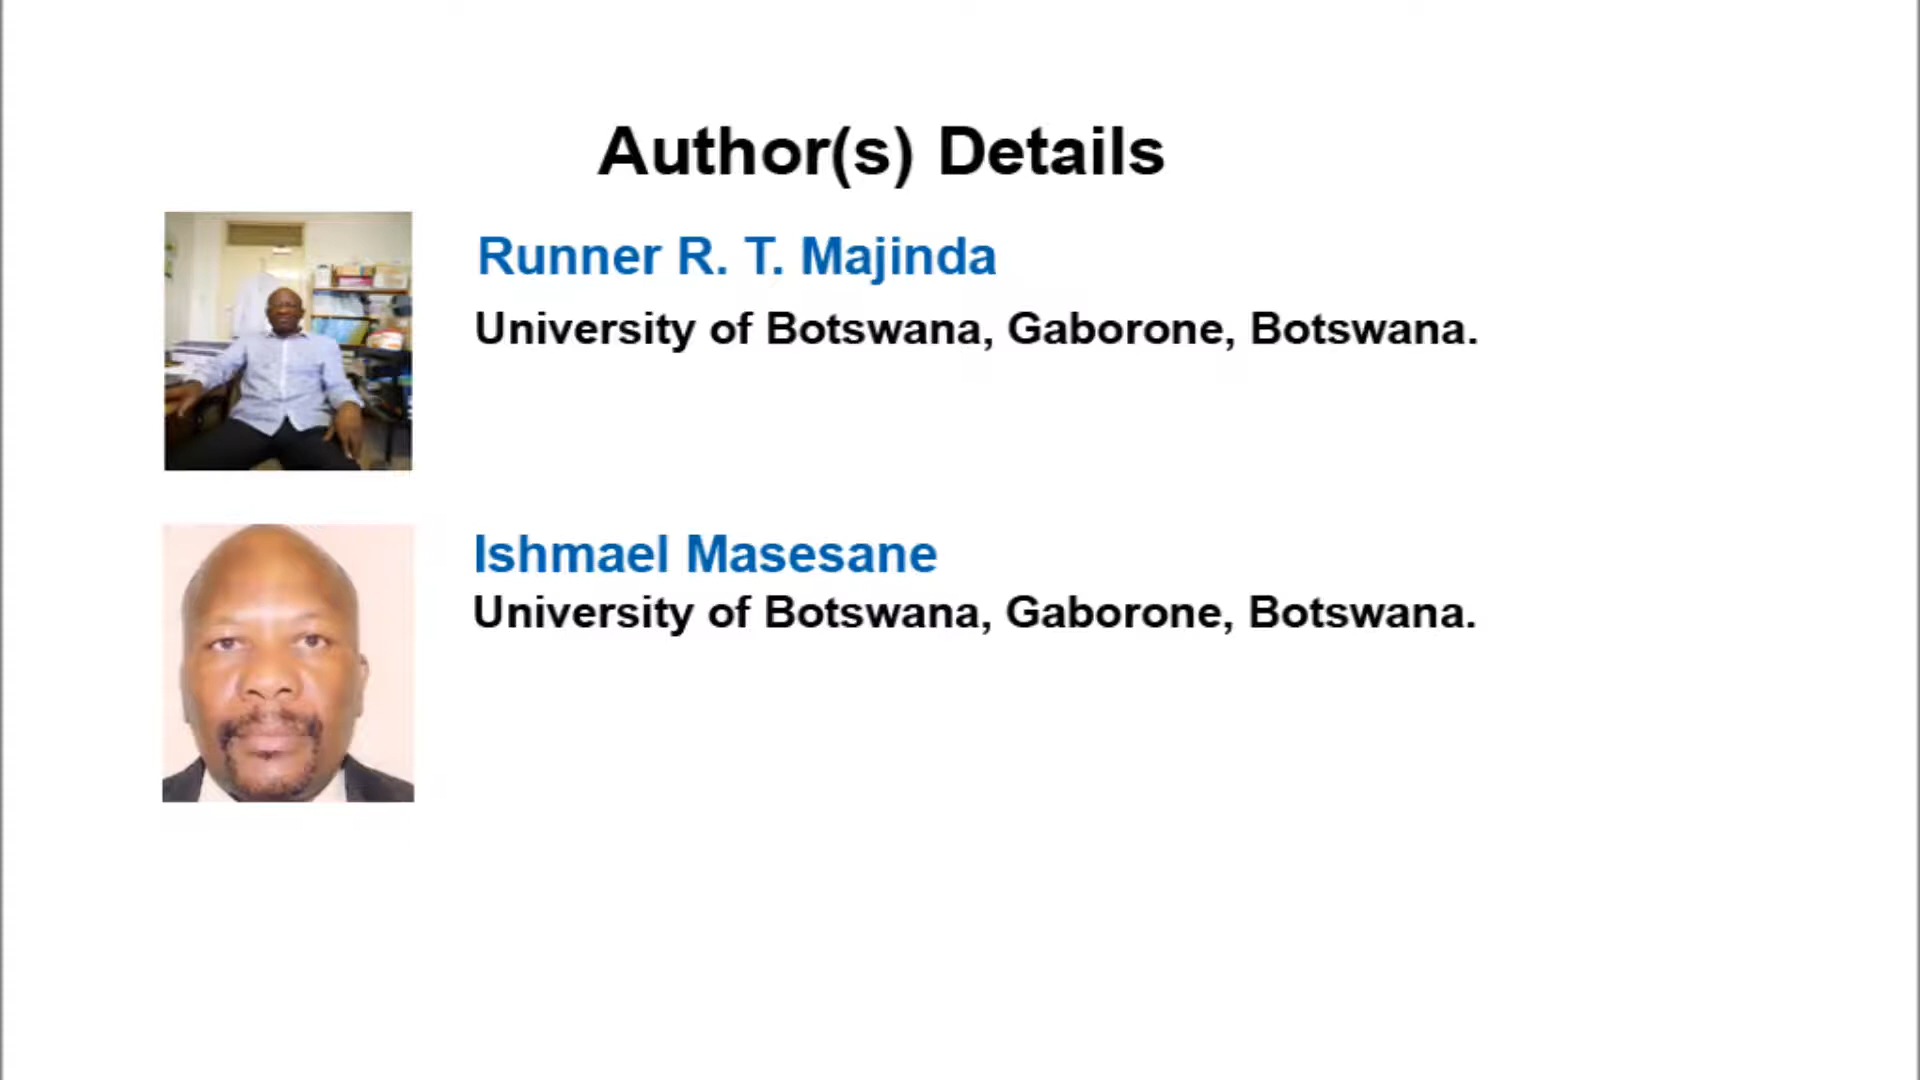 Author(s) Details
Runner R. T. Majinda
University of Botswana, Gaborone, Botswana.
Ishmael Masesane
University of Botswana, Gaborone, Botswana.